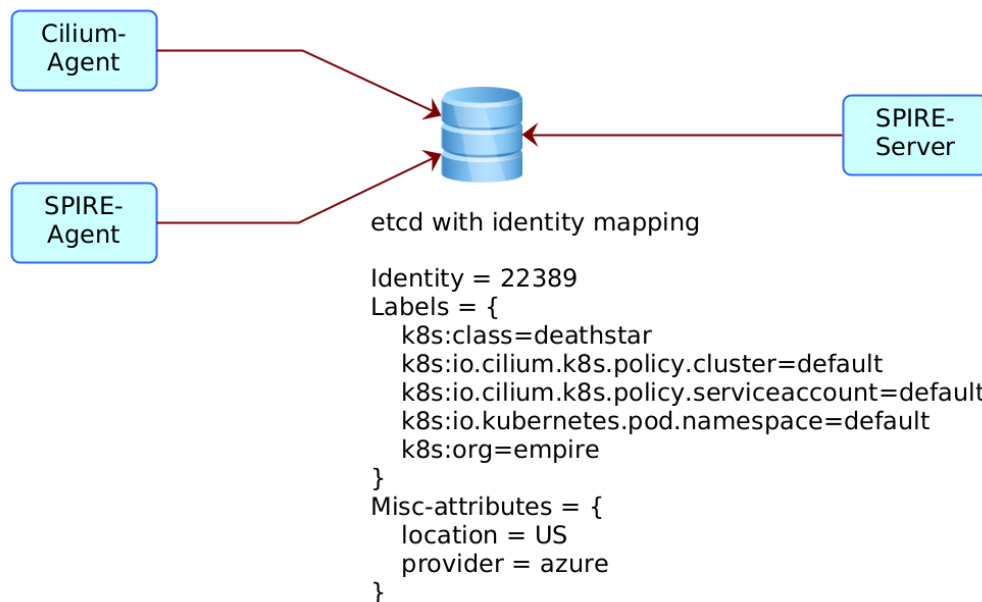 Cilium-
Agent
SPIRE-
Server
SPIRE-
Agent
etcd with identity mapping
Identity = 22389
Labels = {
k8s:class=deathstar
k8s:io.cilium.k8s.policy.cluster=default
k8s:io.cilium.k8s.policy.serviceaccount=default
k8s:io.kubernetes.pod.namespace=default
k8s:org=empire
}
Misc-attributes = {
location = US
provider = azure
}